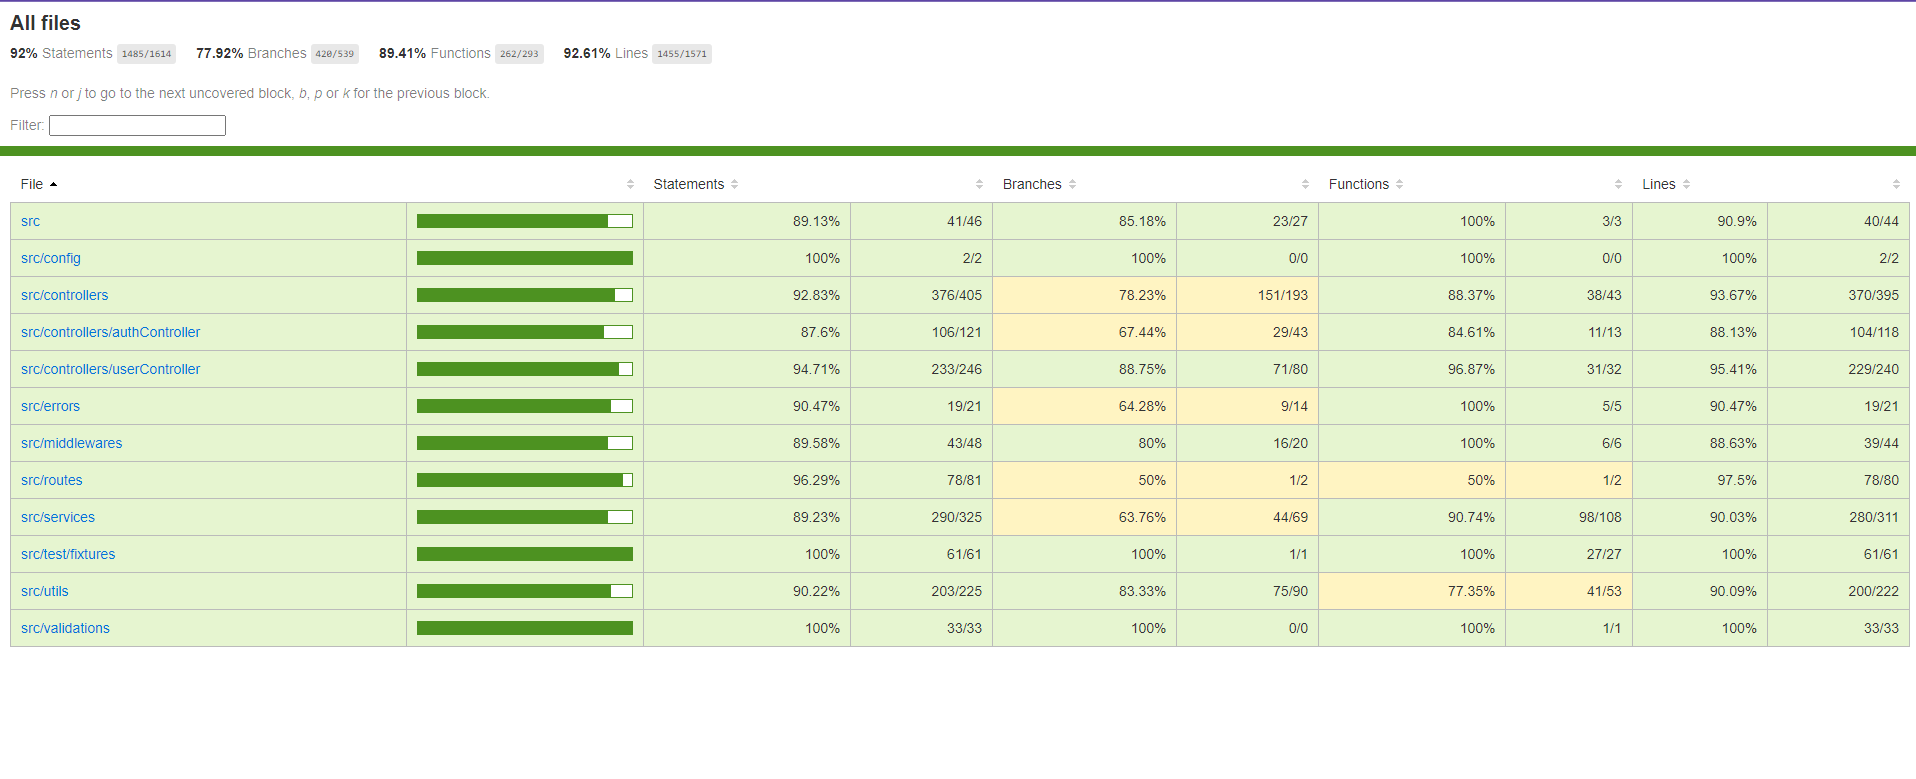 All files
92% Statements 1485/1614 77.92% Branches 420/539 89.41% Functions 262/293 92.61% Lines 1455/1571
Press n or j to go to the next uncovered block, b, p or k for the previous block.
Filter:
File Statements Branches Functions Lines
src 89.13% 41/46 85.18% 23/27 100% 3/3 90.9% 40/44
src/config 100% 2/2 100% 0/0 100% 0/0 100% 2/2
src/controllers 92.83% 376/405 78.23% 151/193 88.37% 38/43 93.67% 370/395
src/controllers/authController 87.6% 106/121 67.44% 29/43 84.61% 11/13 88.13% 104/118
src/controllers/userController 94.71% 233/246 88.75% 71/80 96.87% 31/32 95.41% 229/240
src/errors 90.47% 19/21 64.28% 9/14 100% 5/5 90.47% 19/21
src/middlewares 89.58% 43/48 80% 16/20 100% 6/6 88.63% 39/44
src/routes 96.29% 78/81 50% 1/2 50% 1/2 97.5% 78/80
src/services 89.23% 290/325 63.76% 44/69 90.74% 98/108 90.03% 280/311
src/test/fixtures 100% 61/61 100% 1/1 100% 27/27 100% 61/61
src/utils 90.22% 203/225 83.33% 75/90 77.35% 41/53 90.09% 200/222
src/validations 100% 33/33 100% 0/0 100% 1/1 100% 33/33